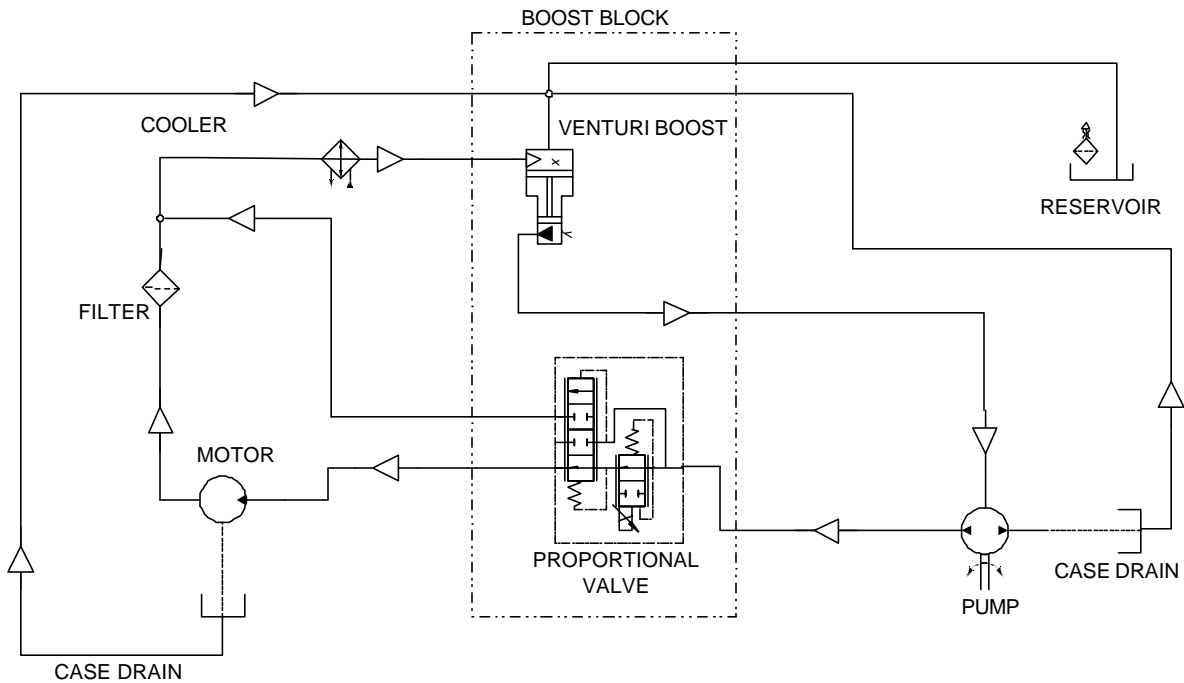 BOOST BLOCK
COOLER
VENTURI BOOST
x
RESERVOIR
y
FILTER
MOTOR
PROPORTIONAL
VALVE
CASE DRAIN
PUMP
CASE DRAIN